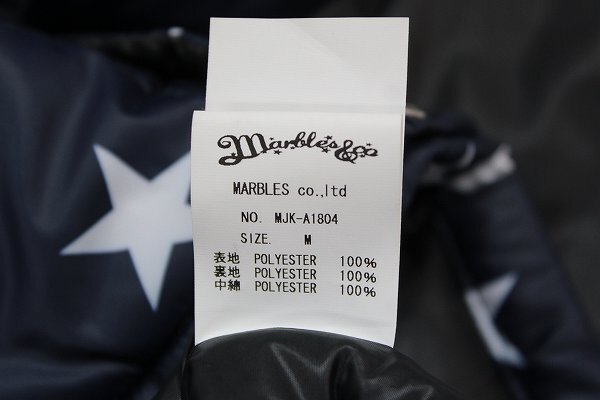 Marbles&co
MARBLES co.,ltd
NO. MJK-A1804
SIZE. M
表地 POLYESTER 100%
裏地 POLYESTER 100%
中綿 POLYESTER 100%